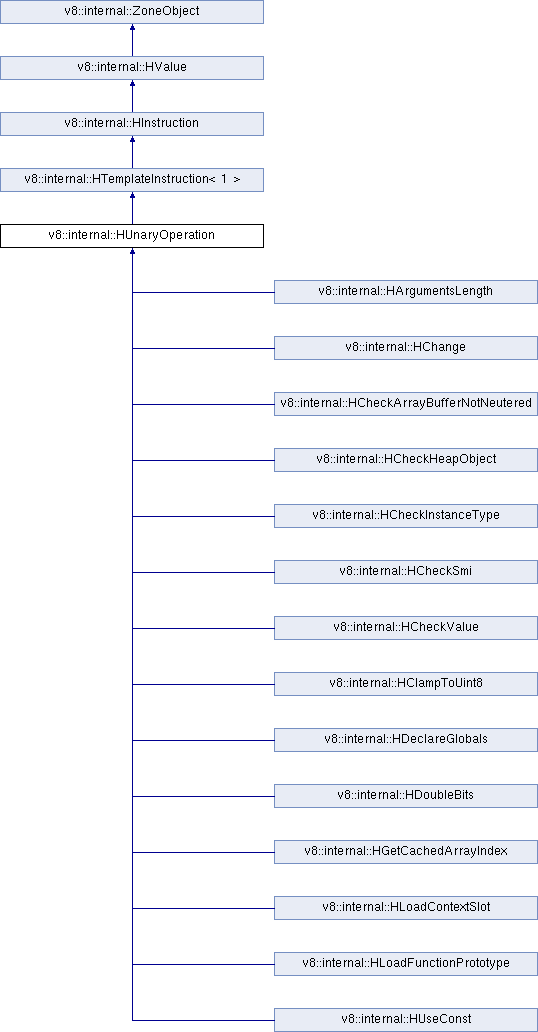 v8::internal::ZoneObject
v8::internal::HValue
v8::internal::HInstruction
v8::internal::HTemplateInstruction< 1 >
v8::internal::HUnaryOperation
v8::internal::HArgumentsLength
v8::internal::HChange
v8::internal::HCheckArrayBufferNotNeutered
v8::internal::HCheckHeapObject
v8::internal::HCheckInstanceType
v8::internal::HCheckSmi
v8::internal::HCheckValue
v8::internal::HClampToUint8
v8::internal::HDeclareGlobals
v8::internal::HDoubleBits
v8::internal::HGetCachedArrayIndex
v8::internal::HLoadContextSlot
v8::internal::HLoadFunctionPrototype
v8::internal::HUseConst